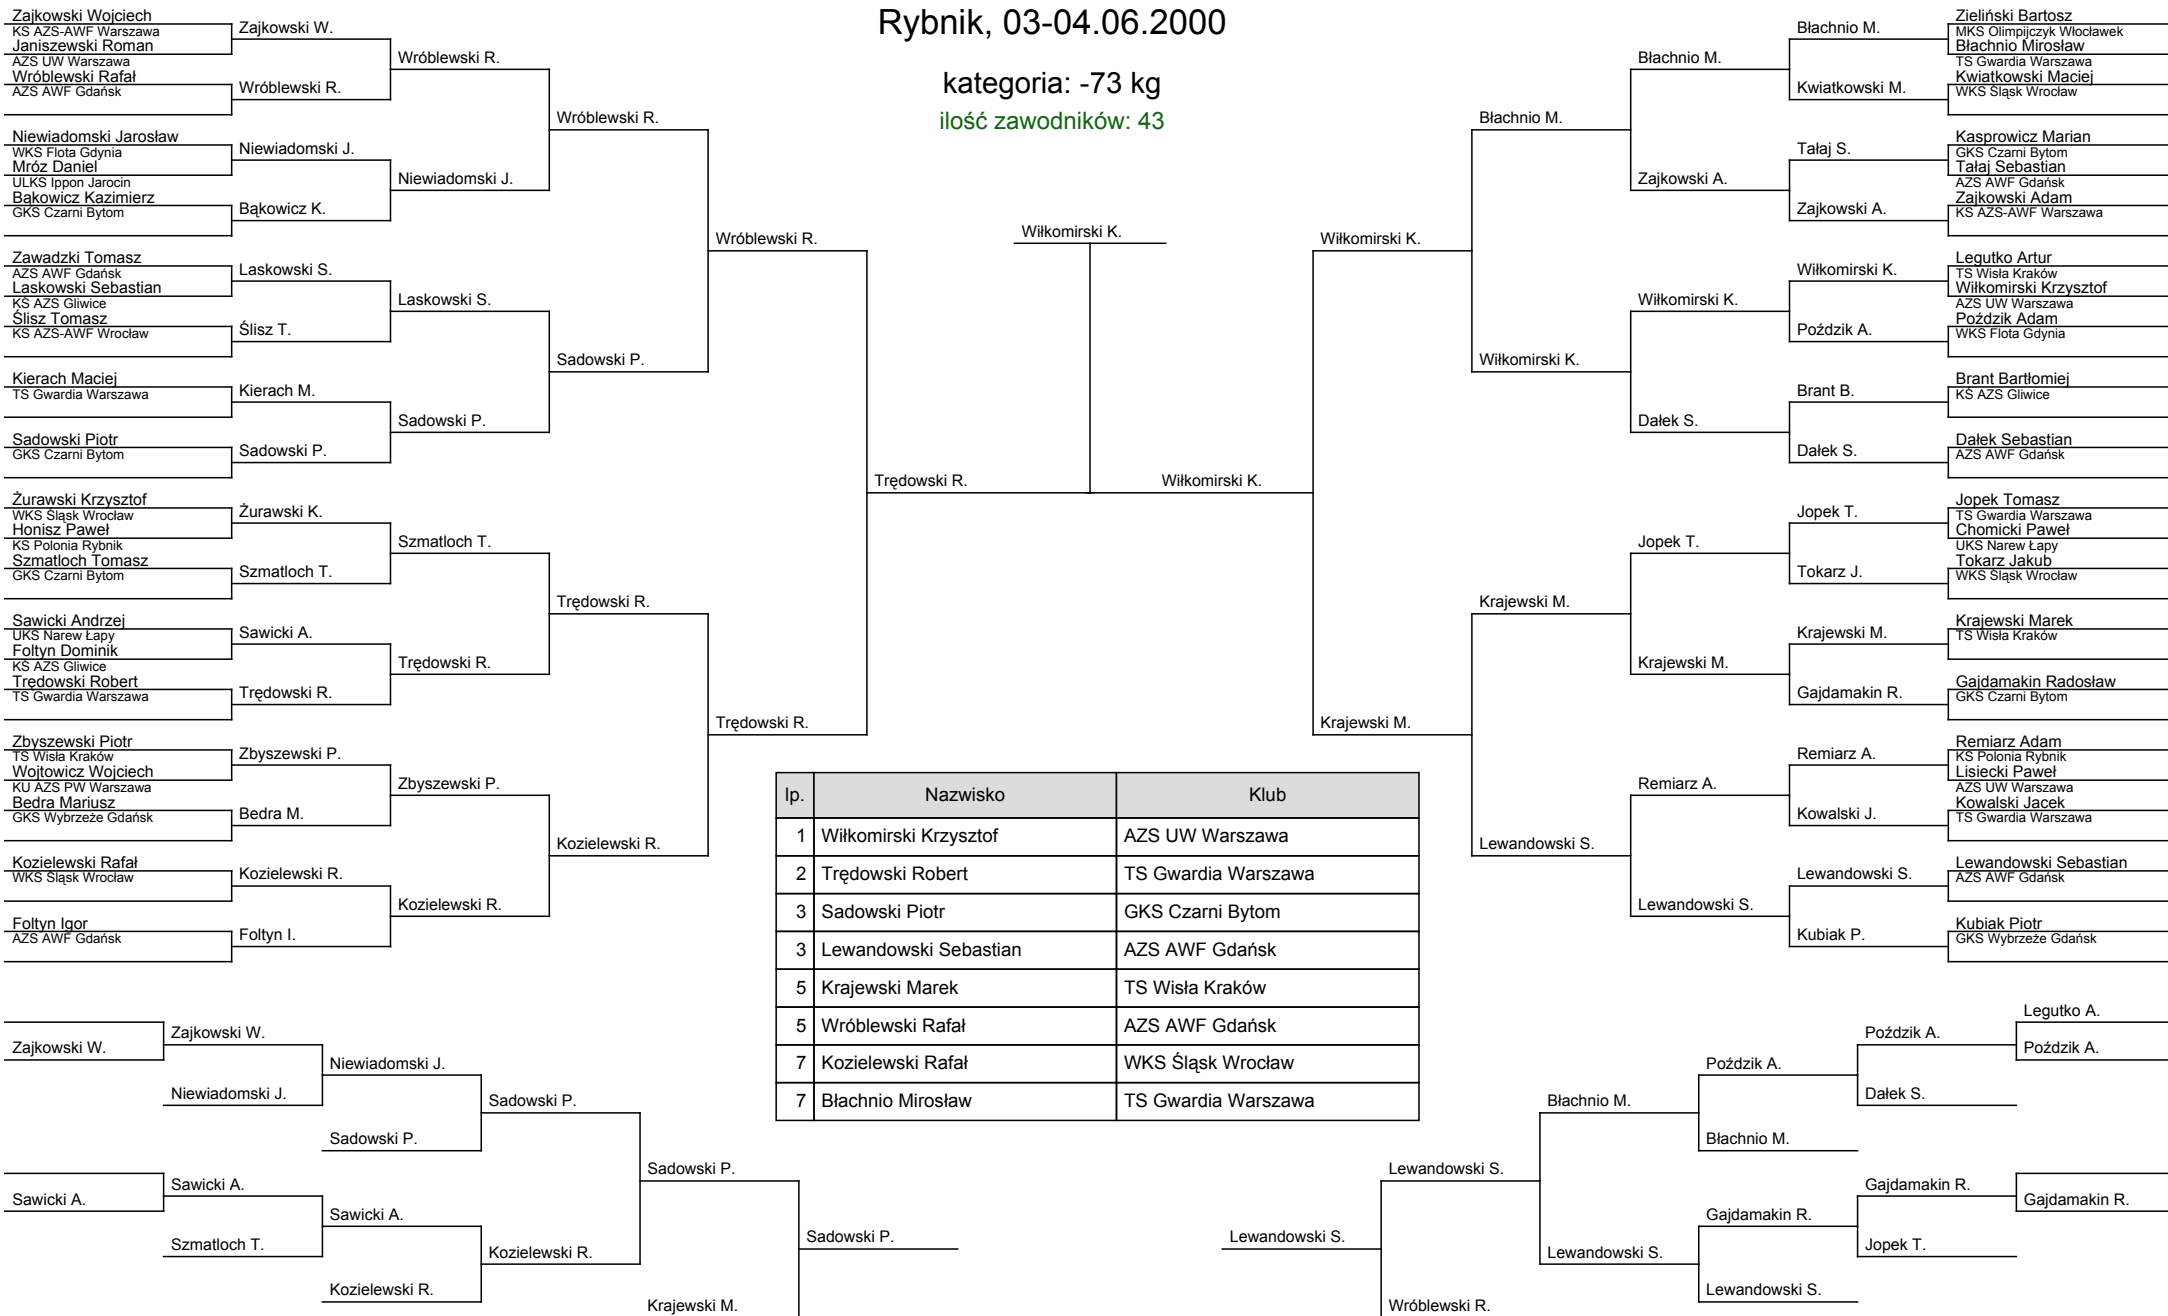 Rybnik, 03-04.06.2000
kategoria: -73 kg
ilość zawodników: 43
Zajkowski Wojciech
KS AZS-AWF Warszawa
Janiszewski Roman
AZS UW Warszawa
Wróblewski Rafał
AZS AWF Gdańsk
Niewiadomski Jarosław
WKS Flota Gdynia
Mróz Daniel
ULKS Ippon Jarocin
Bąkowicz Kazimierz
GKS Czarni Bytom
Zawadzki Tomasz
AZS AWF Gdańsk
Laskowski Sebastian
KS AZS Gliwice
Ślisz Tomasz
KS AZS-AWF Wrocław
Kierach Maciej
TS Gwardia Warszawa
Sadowski Piotr
GKS Czarni Bytom
Żurawski Krzysztof
WKS Śląsk Wrocław
Honisz Paweł
KS Polonia Rybnik
Szmatloch Tomasz
GKS Czarni Bytom
Sawicki Andrzej
UKS Narew Łapy
Foltyn Dominik
KS AZS Gliwice
Trędowski Robert
TS Gwardia Warszawa
Zbyszewski Piotr
TS Wisła Kraków
Wojtowicz Wojciech
KU AZS PW Warszawa
Bedra Mariusz
GKS Wybrzeże Gdańsk
Kozielewski Rafał
WKS Śląsk Wrocław
Foltyn Igor
AZS AWF Gdańsk
Zajkowski W.
Wróblewski R.
Niewiadomski J.
Bąkowicz K.
Laskowski S.
Ślisz T.
Kierach M.
Sadowski P.
Żurawski K.
Szmatloch T.
Sawicki A.
Trędowski R.
Zbyszewski P.
Bedra M.
Kozielewski R.
Foltyn I.
Wróblewski R.
Niewiadomski J.
Laskowski S.
Sadowski P.
Szmatloch T.
Trędowski R.
Zbyszewski P.
Kozielewski R.
Wróblewski R.
Sadowski P.
Trędowski R.
Kozielewski R.
Wróblewski R.
Trędowski R.
Trędowski R.
Wiłkomirski K.
Wiłkomirski K.
Wiłkomirski K.
Krajewski M.
Błachnio M.
Wiłkomirski K.
Krajewski M.
Lewandowski S.
Błachnio M.
Zajkowski A.
Wiłkomirski K.
Dałek S.
Jopek T.
Krajewski M.
Remiarz A.
Lewandowski S.
Błachnio M.
Kwiatkowski M.
Tałaj S.
Zajkowski A.
Wiłkomirski K.
Poździk A.
Brant B.
Dałek S.
Jopek T.
Tokarz J.
Krajewski M.
Gajdamakin R.
Remiarz A.
Kowalski J.
Lewandowski S.
Kubiak P.
Zieliński Bartosz
MKS Olimpijczyk Włocławek
Błachnio Mirosław
TS Gwardia Warszawa
Kwiatkowski Maciej
WKS Śląsk Wrocław
Kasprowicz Marian
GKS Czarni Bytom
Tałaj Sebastian
AZS AWF Gdańsk
Zajkowski Adam
KS AZS-AWF Warszawa
Legutko Artur
TS Wisła Kraków
Wiłkomirski Krzysztof
AZS UW Warszawa
Poździk Adam
WKS Flota Gdynia
Brant Bartłomiej
KS AZS Gliwice
Dałek Sebastian
AZS AWF Gdańsk
Jopek Tomasz
TS Gwardia Warszawa
Chomicki Paweł
UKS Narew Łapy
Tokarz Jakub
WKS Śląsk Wrocław
Krajewski Marek
TS Wisła Kraków
Gajdamakin Radosław
GKS Czarni Bytom
Remiarz Adam
KS Polonia Rybnik
Lisiecki Paweł
AZS UW Warszawa
Kowalski Jacek
TS Gwardia Warszawa
Lewandowski Sebastian
AZS AWF Gdańsk
Kubiak Piotr
GKS Wybrzeże Gdańsk
lp. Nazwisko Klub
1 Wiłkomirski Krzysztof AZS UW Warszawa
2 Trędowski Robert TS Gwardia Warszawa
3 Sadowski Piotr GKS Czarni Bytom
3 Lewandowski Sebastian AZS AWF Gdańsk
5 Krajewski Marek TS Wisła Kraków
5 Wróblewski Rafał AZS AWF Gdańsk
7 Kozielewski Rafał WKS Śląsk Wrocław
7 Błachnio Mirosław TS Gwardia Warszawa
Zajkowski W.
Sawicki A.
Zajkowski W.
Niewiadomski J.
Sawicki A.
Szmatloch T.
Niewiadomski J.
Sadowski P.
Sawicki A.
Kozielewski R.
Sadowski P.
Kozielewski R.
Sadowski P.
Krajewski M.
Sadowski P.
Lewandowski S.
Lewandowski S.
Wróblewski R.
Błachnio M.
Lewandowski S.
Poździk A.
Błachnio M.
Gajdamakin R.
Lewandowski S.
Poździk A.
Dałek S.
Gajdamakin R.
Jopek T.
Legutko A.
Poździk A.
Gajdamakin R.